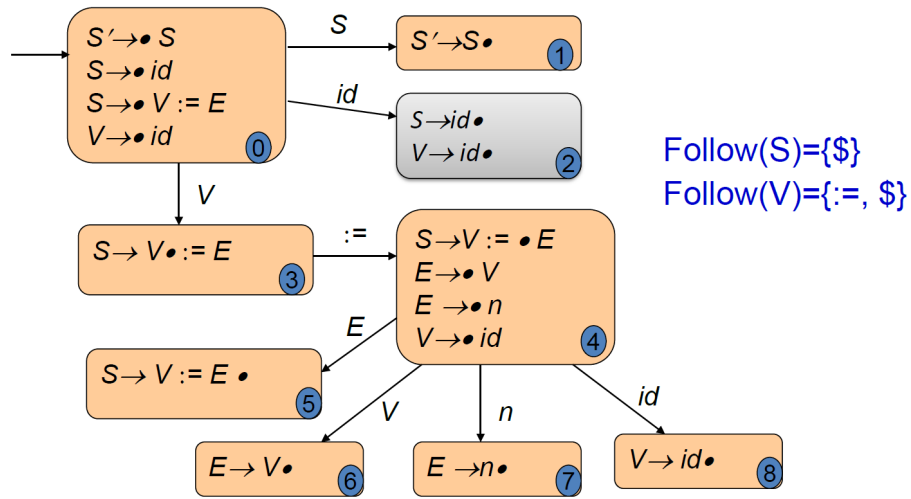 S'→• S
S→• id
S→• V := E
V→• id
0
S
S'→S•
1
id
S→id•
V→ id•
2
Follow(S)={$}
Follow(V)={:=, $}
V
S→ V• := E
3
:=
S→V := • E
E→• V
E →• n
V→• id
4
E
S→ V := E •
5
V
n
id
E→ V•
6
E →n•
7
V→ id•
8